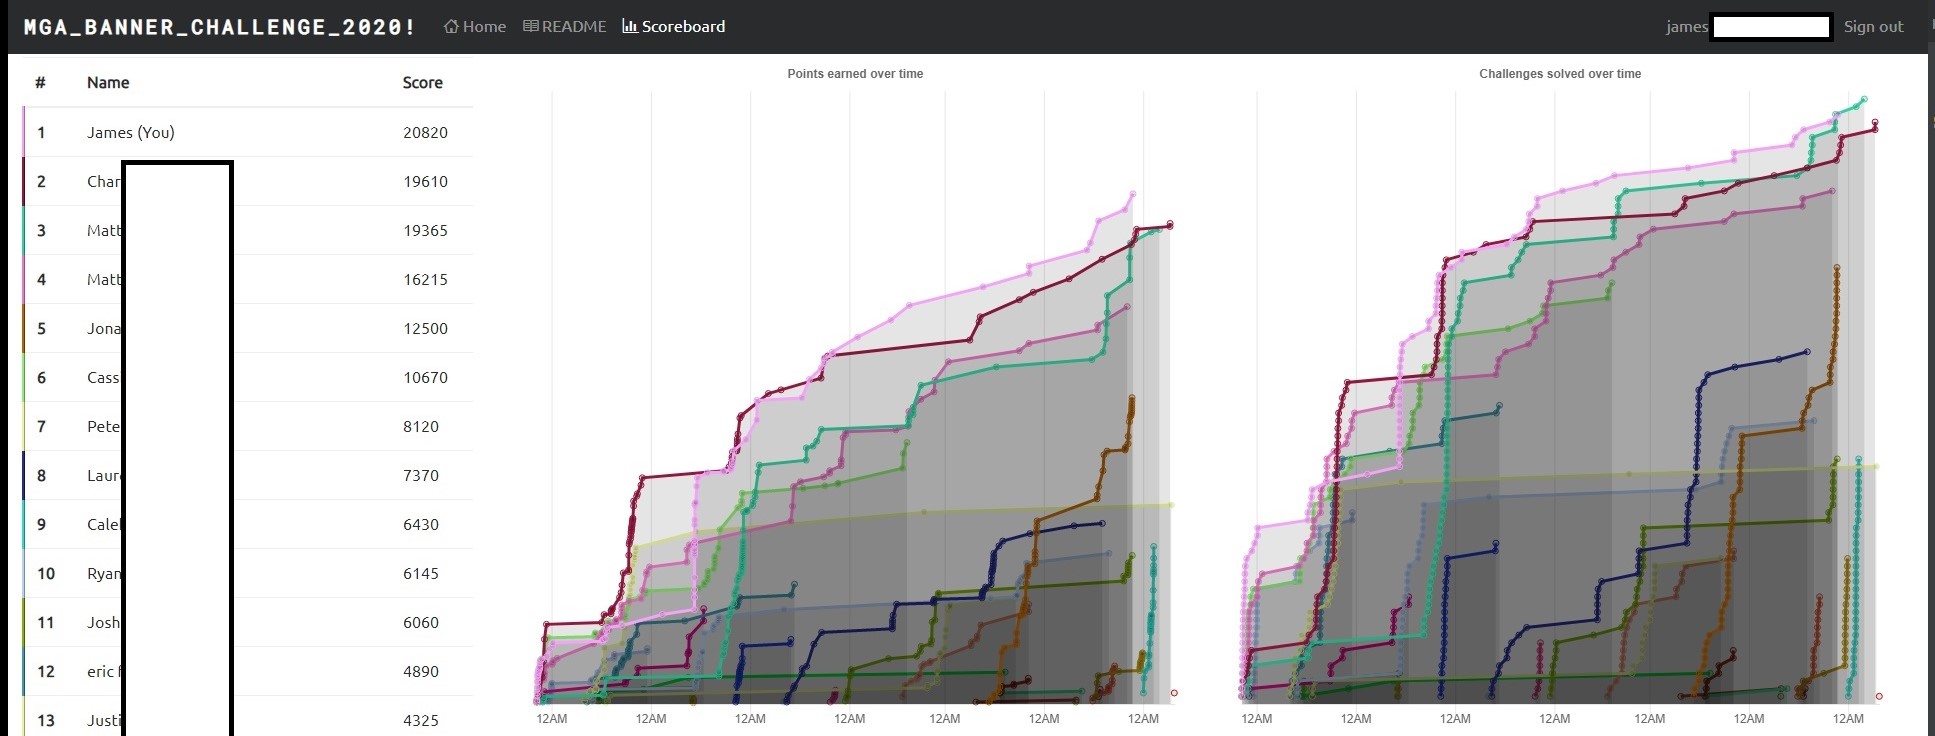 MGA_BANNER_CHALLENGE_2020! Home README Scoreboard james Sign out
# Name Score
1 James (You) 20820
2 Char 19610
3 Matt 19365
4 Matt 16215
5 Jona 12500
6 Cass 10670
7 Pete 8120
8 Laur 7370
9 Cale 6430
10 Ryan 6145
11 Josh 6060
12 eric 4890
13 Justi 4325
Points earned over time
12AM 12AM 12AM 12AM 12AM 12AM 12AM
Challenges solved over time
12AM 12AM 12AM 12AM 12AM 12AM 12AM